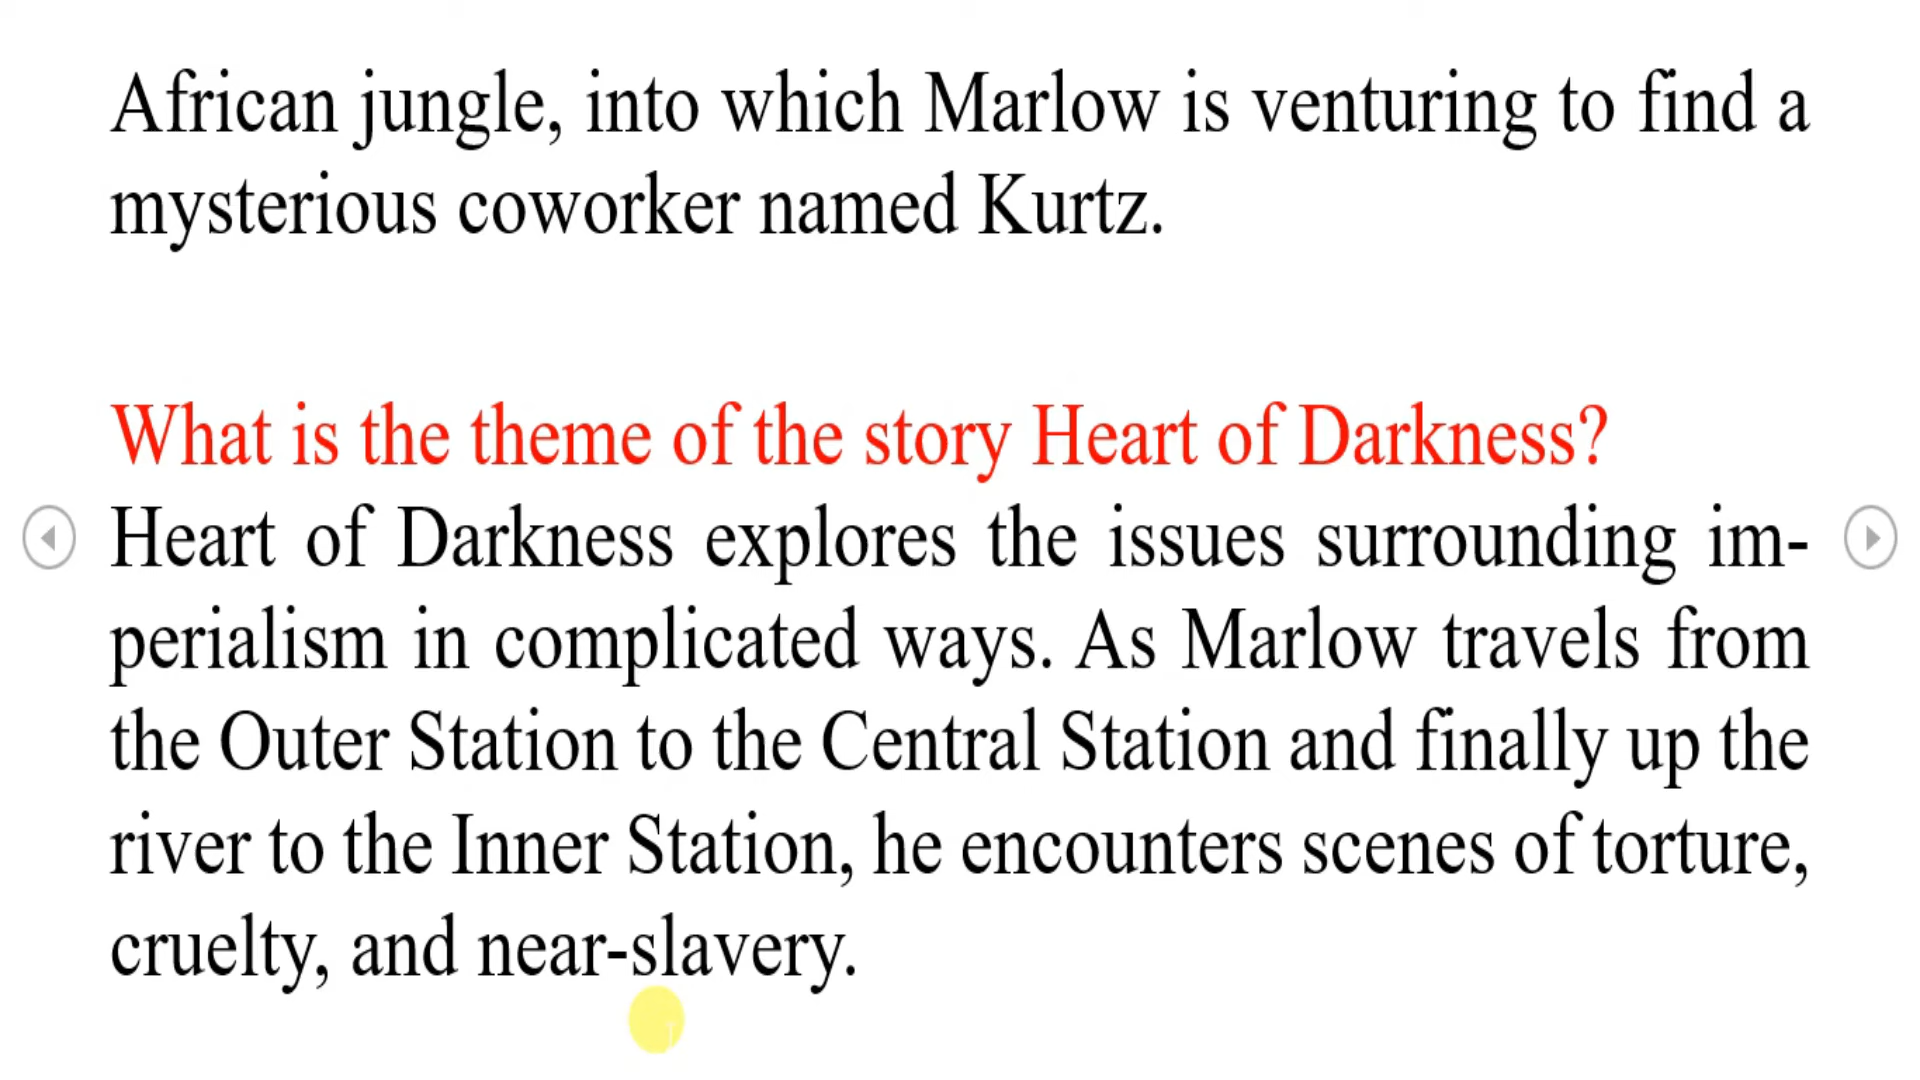 African jungle, into which Marlow is venturing to find a
mysterious coworker named Kurtz.
What is the theme of the story Heart of Darkness?
Heart of Darkness explores the issues surrounding im-
perialism in complicated ways. As Marlow travels from
the Outer Station to the Central Station and finally up the
river to the Inner Station, he encounters scenes of torture,
cruelty, and near-slavery.